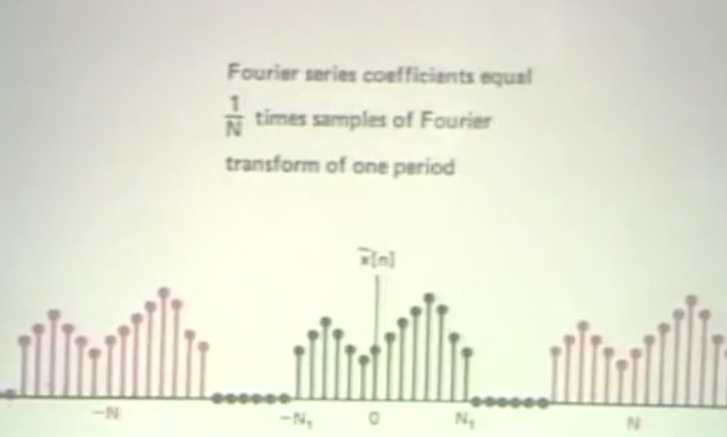 Fourier series coefficients equal
1/N times samples of Fourier
transform of one period
x̃[n]
−N −N₁ 0 N₁ N